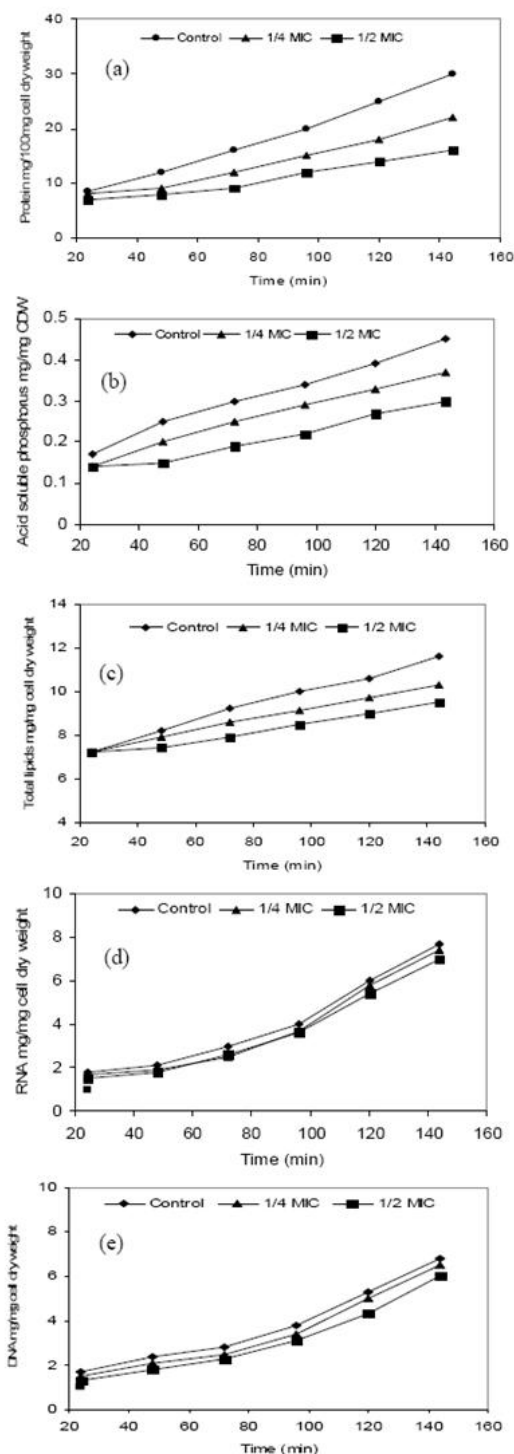 Control 1/4 MIC 1/2 MIC
(a)
Protein mg/100mg cell dry weight
40
30
20
10
0
20 40 60 80 100 120 140 160
Time (min)
Control 1/4 MIC 1/2 MIC
(b)
Acid soluble phosphorus mg/mg CDW
0.5
0.4
0.3
0.2
0.1
0
20 40 60 80 100 120 140 160
Time (min)
Control 1/4 MIC 1/2 MIC
(c)
Total lipids mg/mg cell dry weight
14
12
10
8
6
4
20 40 60 80 100 120 140 160
Time (min)
Control 1/4 MIC 1/2 MIC
(d)
RNA mg/mg cell dry weight
10
8
6
4
2
0
20 40 60 80 100 120 140 160
Time (min)
Control 1/4 MIC 1/2 MIC
(e)
DNA mg/mg cell dry weight
10
8
6
4
2
0
20 40 60 80 100 120 140 160
Time (min)